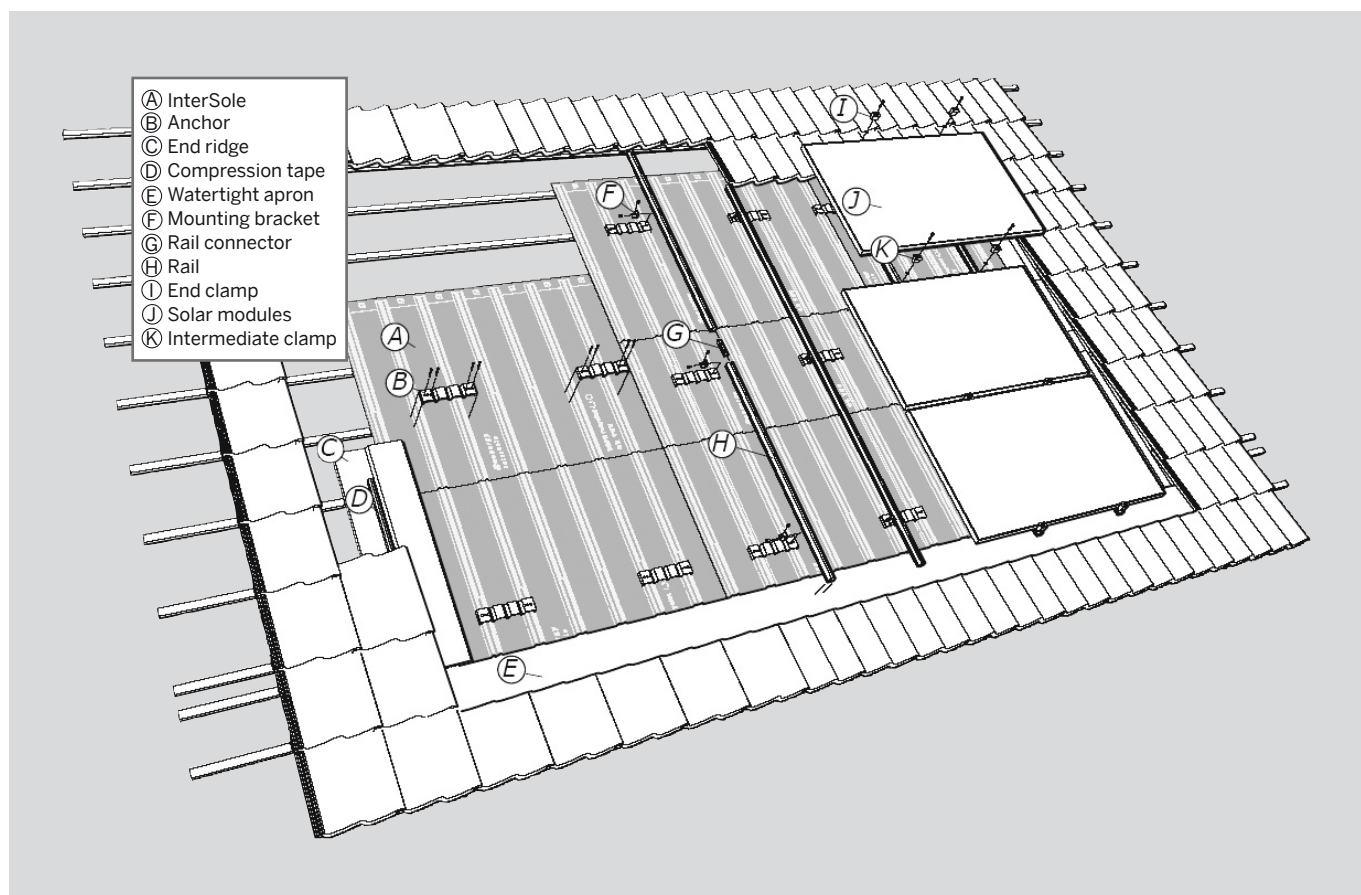 Ⓐ InterSole
Ⓑ Anchor
Ⓒ End ridge
Ⓓ Compression tape
Ⓔ Watertight apron
Ⓕ Mounting bracket
Ⓖ Rail connector
Ⓗ Rail
Ⓘ End clamp
Ⓙ Solar modules
Ⓚ Intermediate clamp
I
F
J
K
A
G
B
H
C
D
E